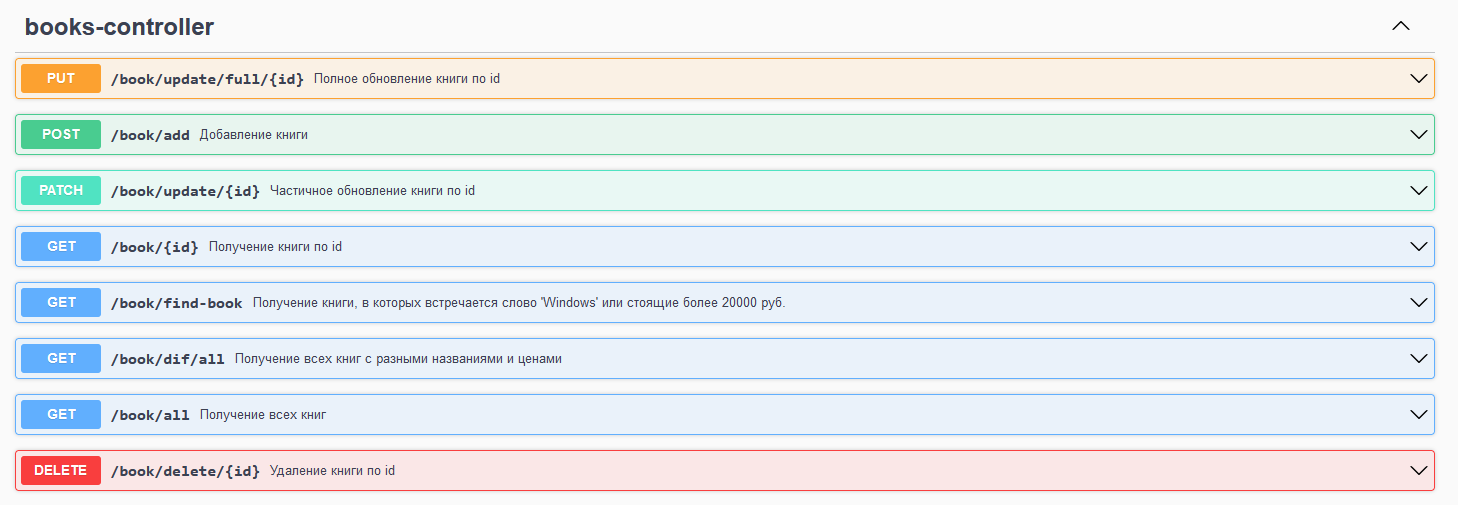 books-controller
PUT /book/update/full/{id} Полное обновление книги по id
POST /book/add Добавление книги
PATCH /book/update/{id} Частичное обновление книги по id
GET /book/{id} Получение книги по id
GET /book/find-book Получение книги, в которых встречается слово 'Windows' или стоящие более 20000 руб.
GET /book/dif/all Получение всех книг с разными названиями и ценами
GET /book/all Получение всех книг
DELETE /book/delete/{id} Удаление книги по id